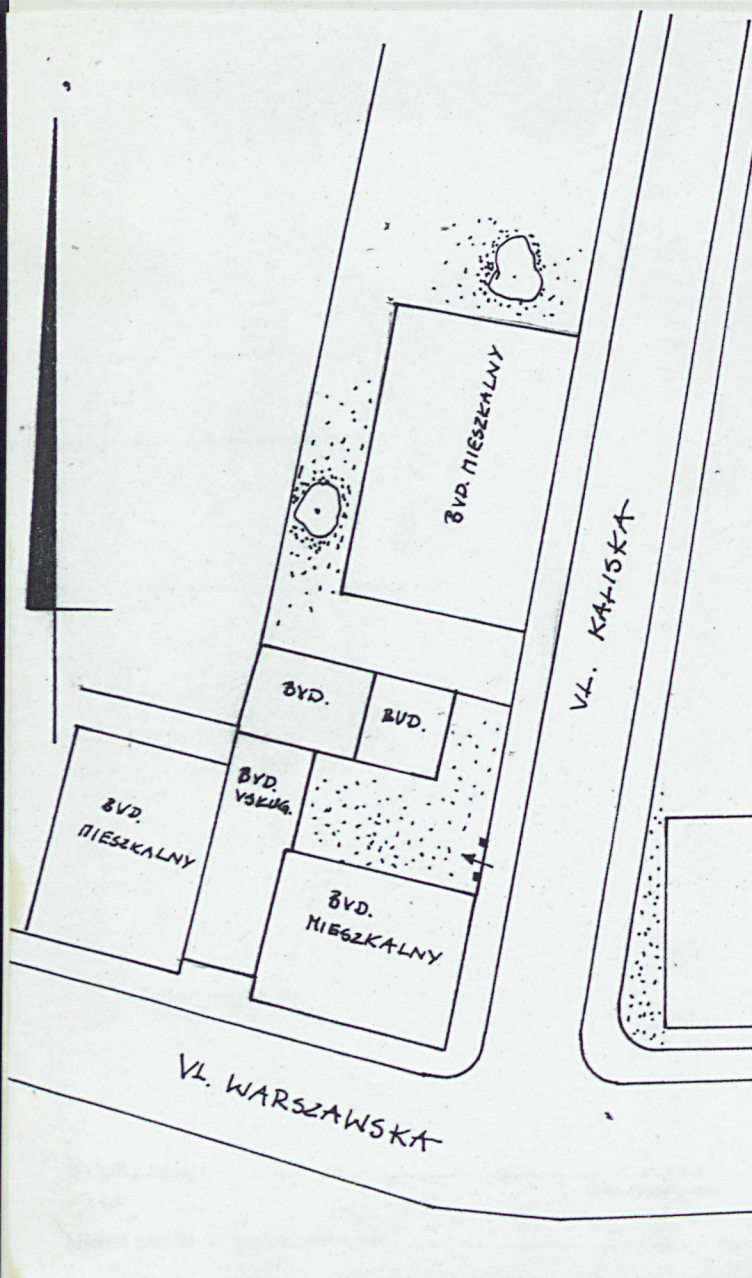 BUD. MIESZKALNY
UL. KALISKA
BUD.
BUD
BUD.
USŁUG.
BUD.
MIESZKALNY
BUD.
MIESZKALNY
UL. WARSZAWSKA